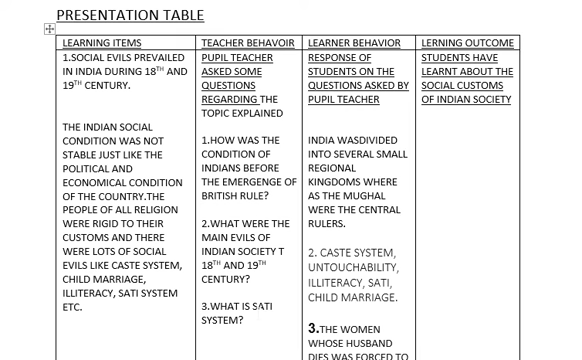 PRESENTATION TABLE
LEARNING ITEMS
TEACHER BEHAVOIR
LEARNER BEHAVIOR
LERNING OUTCOME
1.SOCIAL EVILS PREVAILED
IN INDIA DURING 18TH AND
19TH CENTURY.
THE INDIAN SOCIAL
CONDITION WAS NOT
STABLE JUST LIKE THE
POLITICAL AND
ECONOMICAL CONDITION
OF THE COUNTRY.THE
PEOPLE OF ALL RELIGION
WERE RIGID TO THEIR
CUSTOMS AND THERE
WERE LOTS OF SOCIAL
EVILS LIKE CASTE SYSTEM,
CHILD MARRIAGE,
ILLITERACY, SATI SYSTEM
ETC.
PUPIL TEACHER
ASKED SOME
QUESTIONS
REGARDING THE
TOPIC EXPLAINED
1.HOW WAS THE
CONDITION OF
INDIANS BEFORE
THE EMERGENGE OF
BRITISH RULE?
2.WHAT WERE THE
MAIN EVILS OF
INDIAN SOCIETY T
18TH AND 19TH
CENTURY?
3.WHAT IS SATI
SYSTEM?
RESPONSE OF
STUDENTS ON THE
QUESTIONS ASKED BY
PUPIL TEACHER
INDIA WASDIVIDED
INTO SEVERAL SMALL
REGIONAL
KINGDOMS WHERE
AS THE MUGHAL
WERE THE CENTRAL
RULERS.
2. CASTE SYSTEM,
UNTOUCHABILITY,
ILLITERACY, SATI,
CHILD MARRIAGE.
3.THE WOMEN
WHOSE HUSBAND
DIES WAS FORCED TO
STUDENTS HAVE
LEARNT ABOUT THE
SOCIAL CUSTOMS
OF INDIAN SOCIETY